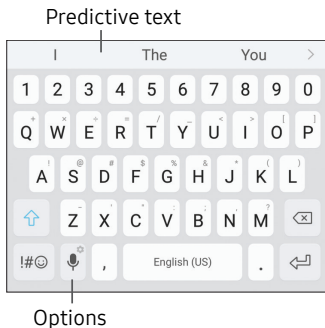 Predictive text
I The You >
1 2 3 4 5 6 7 8 9 0
+ × ÷ = / _ < > [ ]
Q W E R T Y U I O P
! @ # $ % & * ( )
A S D F G H J K L
- ' " : ; , ?
Z X C V B N M
!#☺ , English (US) .
Options